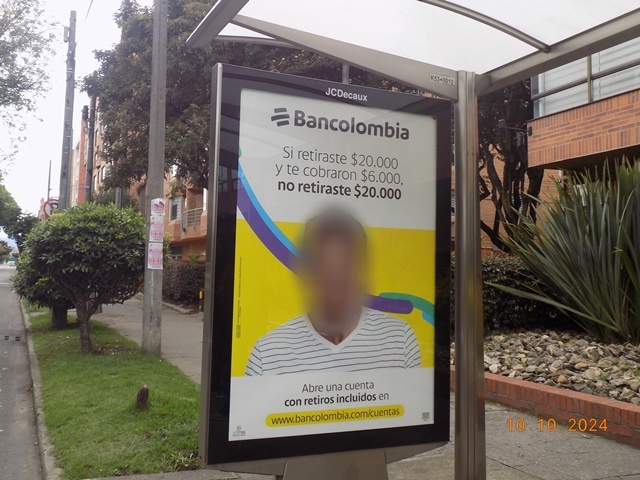 JCDecaux
Bancolombia
Si retiraste $20.000
y te cobraron $6.000,
no retiraste $20.000
Abre una cuenta
con retiros incluidos en
www.bancolombia.com/cuentas
10 10 2024